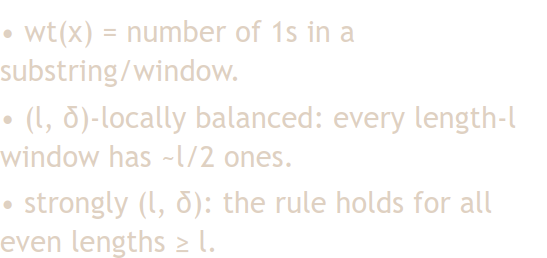 • wt(x) = number of 1s in a
substring/window.
• (l, δ)-locally balanced: every length-l
window has ~l/2 ones.
• strongly (l, δ): the rule holds for all
even lengths ≥ l.